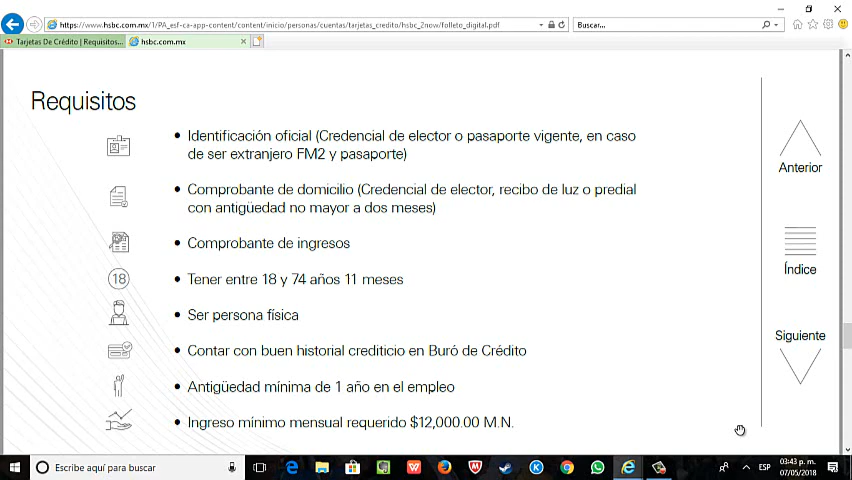 https://www.hsbc.com.mx/1/PA_esf-ca-app-content/content/inicio/personas/cuentas/tarjetas_credito/hsbc_2now/folleto_digital.pdf
Buscar...
Tarjetas De Crédito | Requisitos...
hsbc.com.mx
Requisitos
• Identificación oficial (Credencial de elector o pasaporte vigente, en caso
de ser extranjero FM2 y pasaporte)
• Comprobante de domicilio (Credencial de elector, recibo de luz o predial
con antigüedad no mayor a dos meses)
• Comprobante de ingresos
18
• Tener entre 18 y 74 años 11 meses
• Ser persona física
• Contar con buen historial crediticio en Buró de Crédito
• Antigüedad mínima de 1 año en el empleo
• Ingreso mínimo mensual requerido $12,000.00 M.N.
Anterior
Índice
Siguiente
Escribe aquí para buscar
ESP
03:43 p. m.
07/05/2018